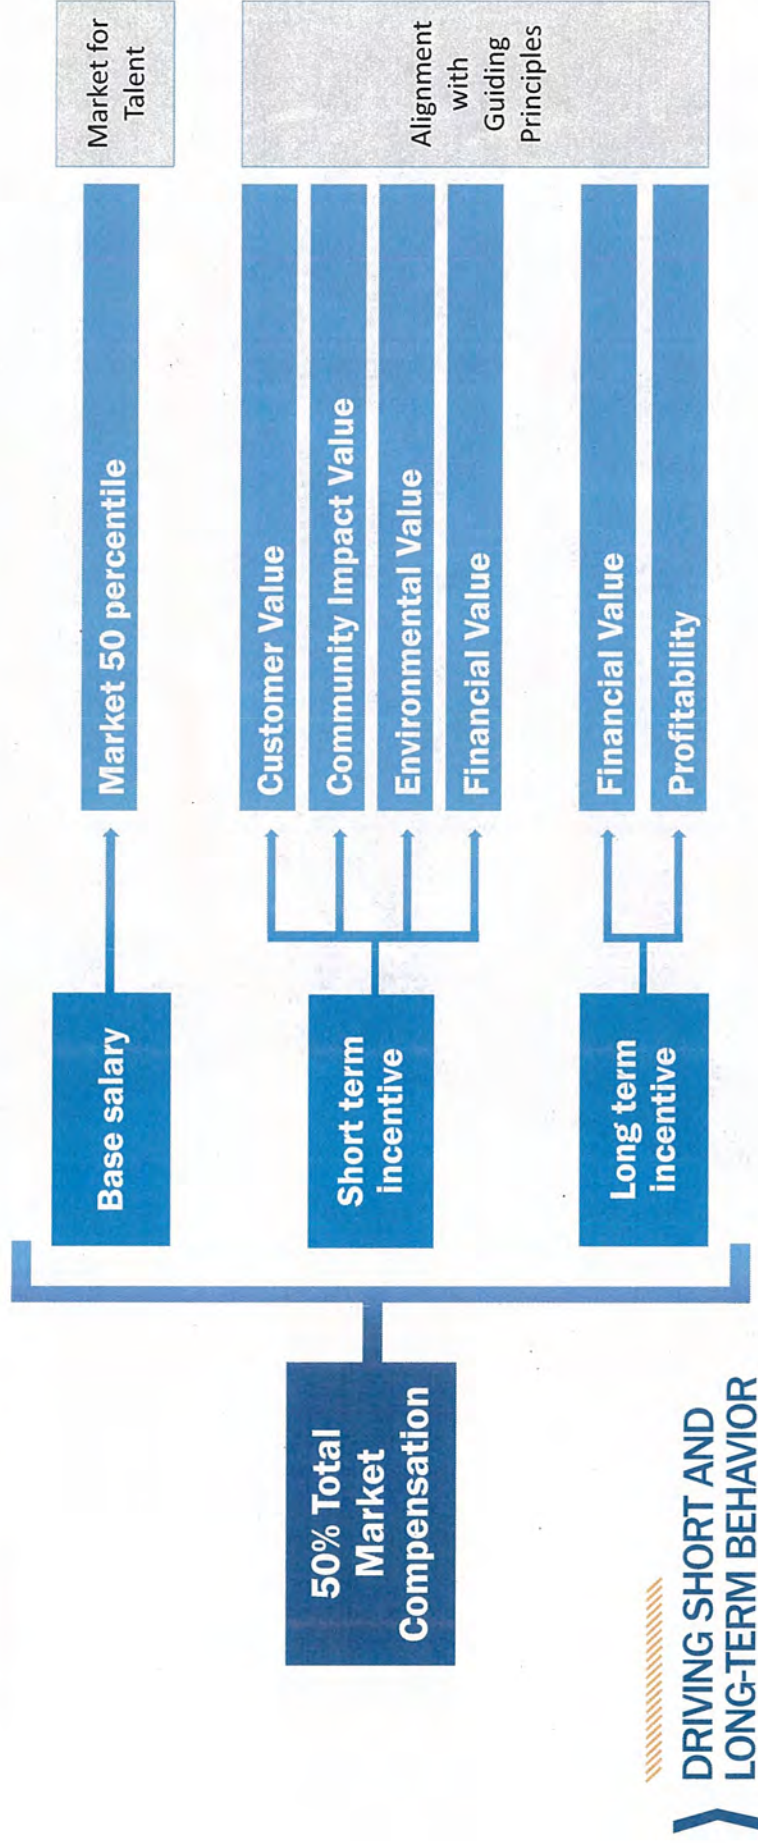 DRIVING SHORT AND
LONG-TERM BEHAVIOR
50% Total
Market
Compensation
Base salary
Market 50 percentile
Market for
Talent
Short term
incentive
Customer Value
Community Impact Value
Environmental Value
Financial Value
Long term
incentive
Financial Value
Profitability
Alignment
with
Guiding
Principles